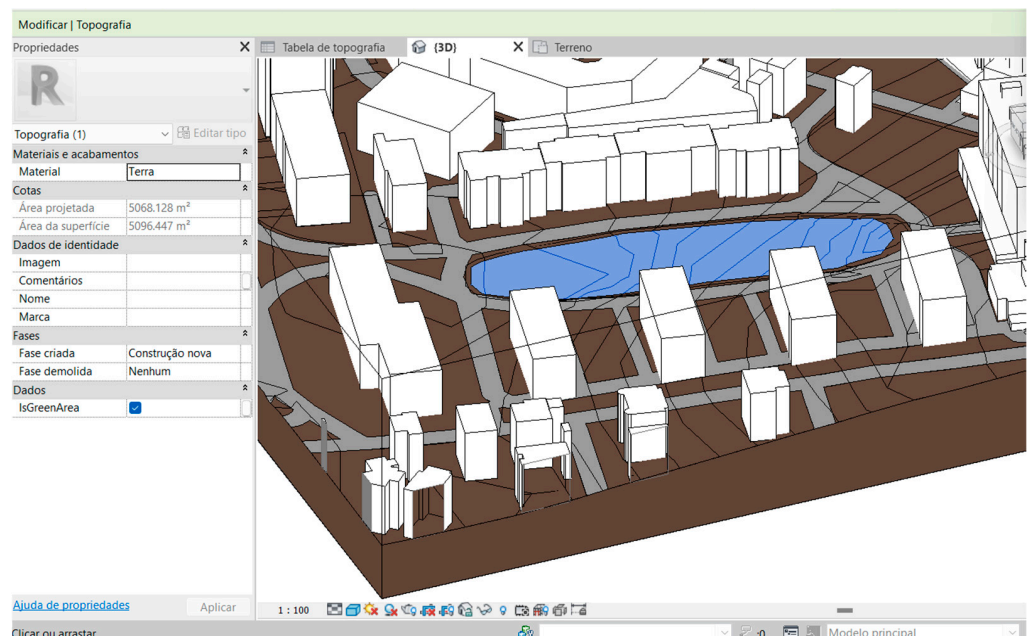 Modificar | Topografia
Propriedades
Tabela de topografia
{3D}
Terreno
R
Topografia (1)
Editar tipo
Materiais e acabamentos
Material Terra
Cotas
Área projetada 5068.128 m²
Área da superfície 5096.447 m²
Dados de identidade
Imagem
Comentários
Nome
Marca
Fases
Fase criada Construção nova
Fase demolida Nenhum
Dados
IsGreenArea
Ajuda de propriedades
Aplicar
1 : 100
Clicar ou arrastar
:0
Modelo principal